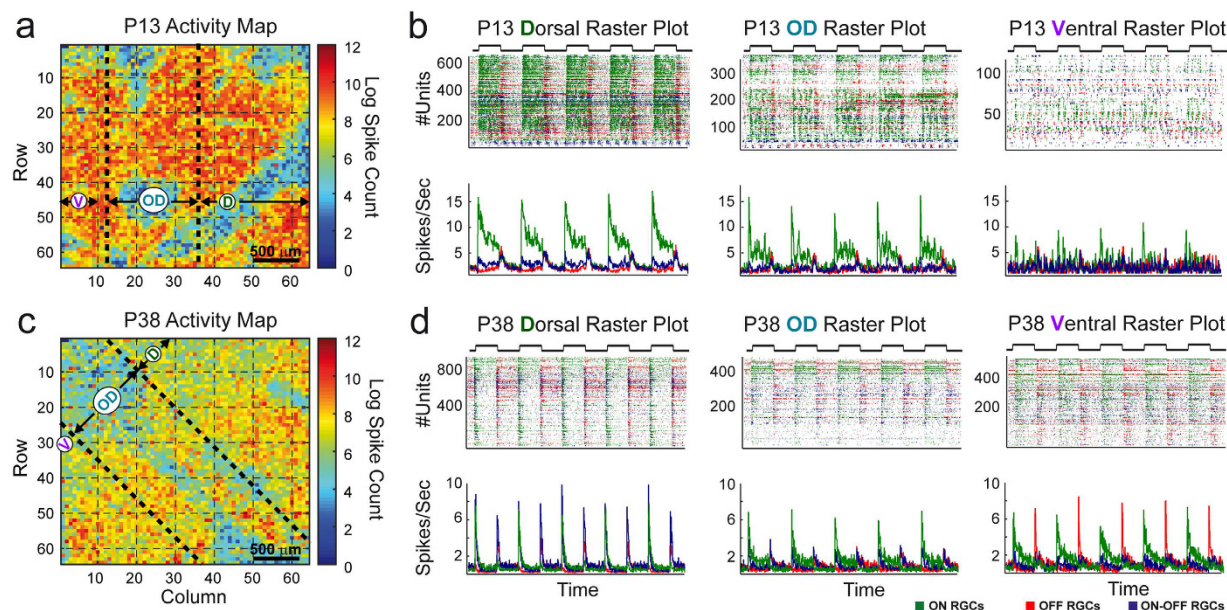 a
P13 Activity Map
Row
10
20
30
40
50
60
V
OD
D
500 μm
10 20 30 40 50 60
12
10
8
6
4
2
0
Log Spike Count
b
P13 Dorsal Raster Plot
P13 OD Raster Plot
P13 Ventral Raster Plot
#Units
600
400
200
300
200
100
100
50
Spikes/Sec
15
10
5
15
10
5
15
10
5
c
P38 Activity Map
Row
10
20
30
40
50
60
D
OD
V
500 μm
10 20 30 40 50 60
Column
12
10
8
6
4
2
0
Log Spike Count
d
P38 Dorsal Raster Plot
P38 OD Raster Plot
P38 Ventral Raster Plot
#Units
800
400
400
200
400
200
Spikes/Sec
10
8
6
4
2
10
8
6
4
2
10
8
6
4
2
Time
Time
Time
ON RGCs OFF RGCs ON-OFF RGCs